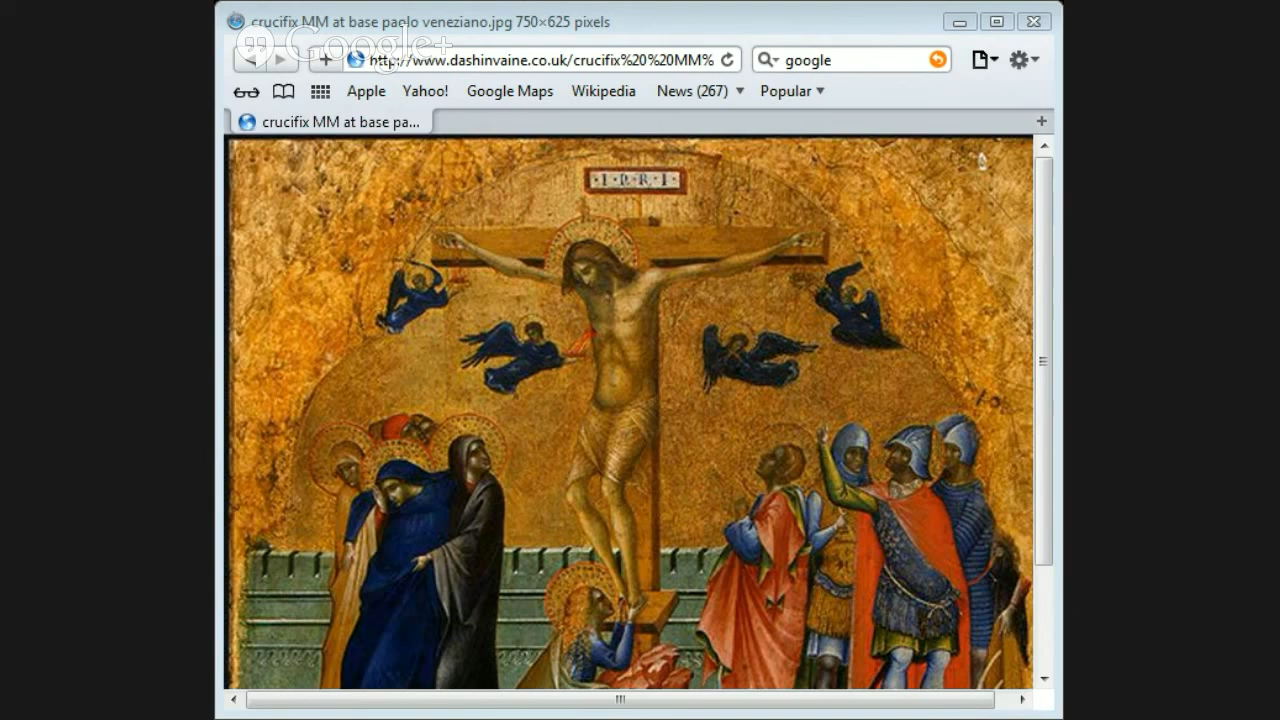 crucifix MM at base paolo veneziano.jpg 750×625 pixels
Google+
http://www.dashinvaine.co.uk/crucifix%20%20MM%
google
Apple Yahoo! Google Maps Wikipedia News (267) Popular
crucifix MM at base pa...